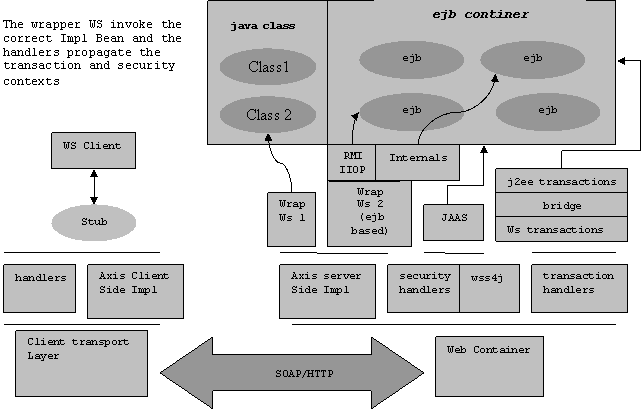 The wrapper WS invoke the
correct Impl Bean and the
handlers propagate the
transaction and security
contexts
java class
ejb continer
Class1
Class 2
ejb
ejb
ejb
ejb
RMI
IIOP
Internals
WS Client
Stub
Wrap
Ws 1
Wrap
Ws 2
(ejb
based)
JAAS
j2ee transactions
bridge
Ws transactions
handlers
Axis Client
Side Impl
Axis server
Side Impl
security
handlers
wss4j
transaction
handlers
Client transport
Layer
SOAP/HTTP
Web Container